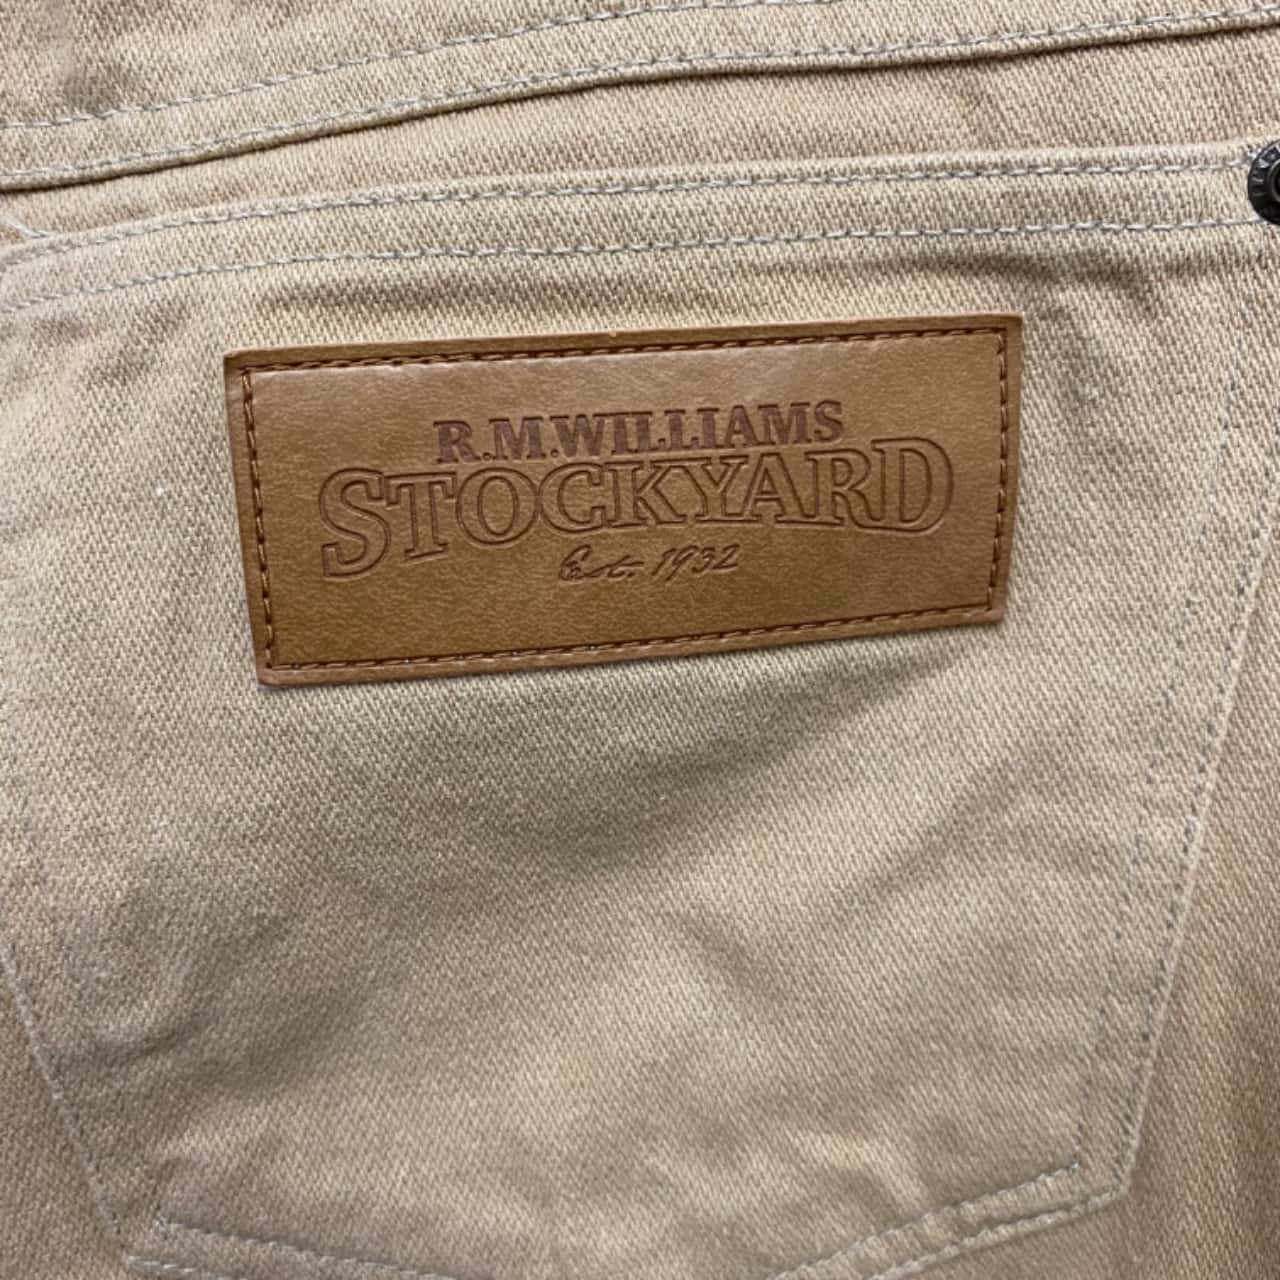 R.M.WILLIAMS
STOCKYARD
Est. 1932